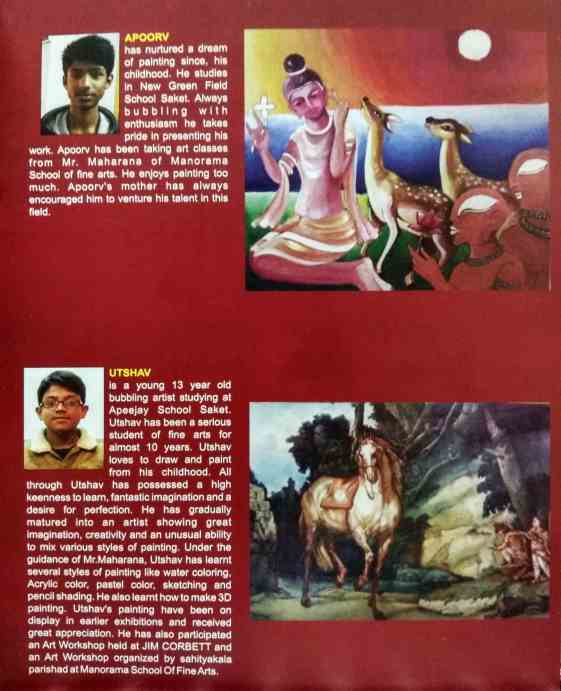 APOORV
has nurtured a dream
of painting since, his
childhood. He studies
in New Green Field
School Saket. Always
bubbling with
enthusiasm he takes
pride in presenting his
work. Apoorv has been taking art classes
from Mr. Maharana of Manorama
School of fine arts. He enjoys painting too
much. Apoorv's mother has always
encouraged him to venture his talent in this
field.
UTSHAV
is a young 13 year old
bubbling artist studying at
Apeejay School Saket.
Utshav has been a serious
student of fine arts for
almost 10 years. Utshav
loves to draw and paint
from his childhood. All
through Utshav has possessed a high
keenness to learn, fantastic imagination and a
desire for perfection. He has gradually
matured into an artist showing great
imagination, creativity and an unusual ability
to mix various styles of painting. Under the
guidance of Mr.Maharana, Utshav has learnt
several styles of painting like water coloring,
Acrylic color, pastel color, sketching and
pencil shading. He also learnt how to make 3D
painting. Utshav's painting have been on
display in earlier exhibitions and received
great appreciation. He has also participated
an Art Workshop held at JIM CORBETT and
an Art Workshop organized by sahityakala
parishad at Manorama School Of Fine Arts.